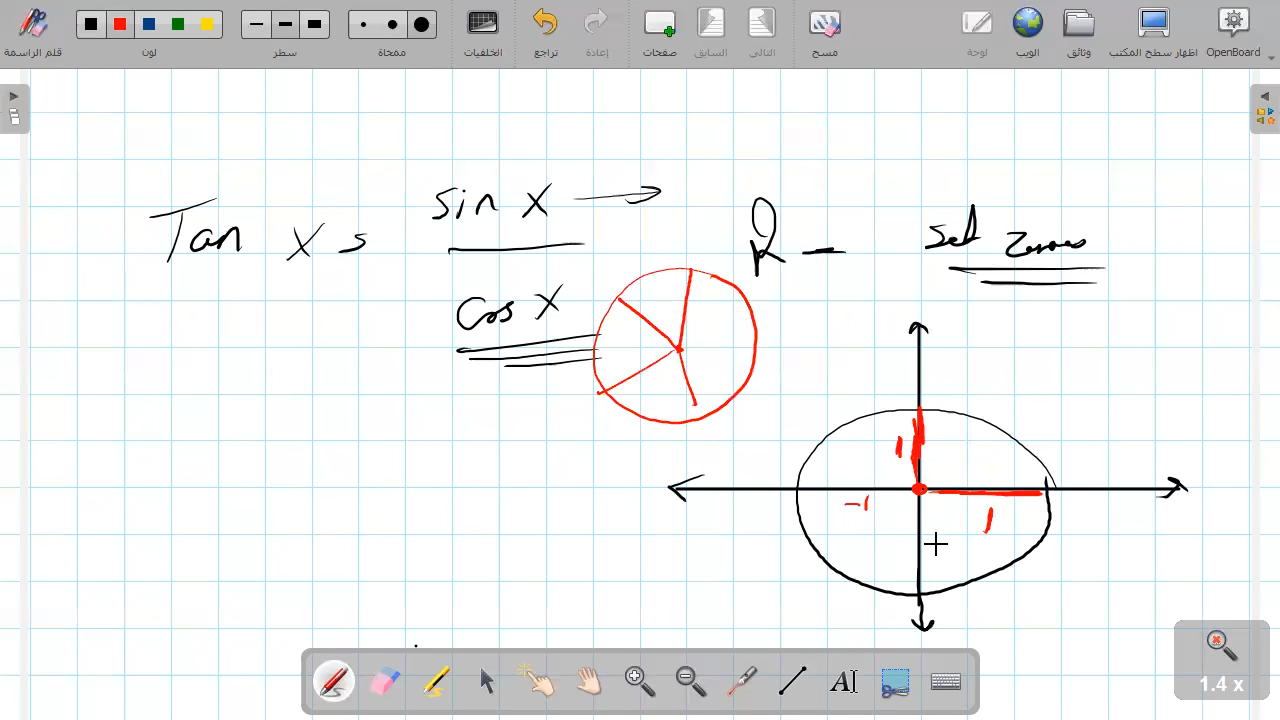 قلم الراسمة
لون
سطر
ممحاة
الخلفيات
تراجع
إعادة
صفحات
السابق
التالي
مسح
لوحة
الويب
وثائق
اظهار سطح المكتب
OpenBoard
Tan x =
sin x →
cos x
R - set zeroes
1
-1
1
AI
1.4 x